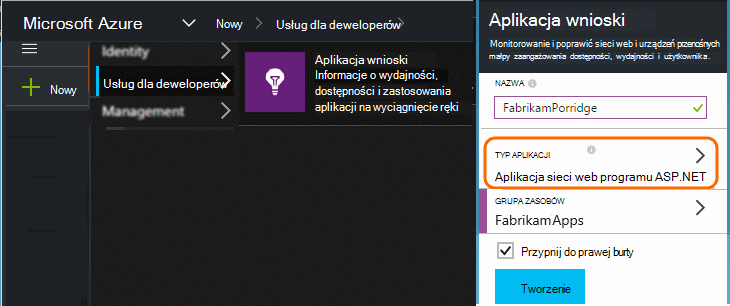 Microsoft Azure
Nowy
Usług dla deweloperów
Nowy
Identity
Usług dla deweloperów
Management
Aplikacja wnioski
Informacje o wydajności,
dostępności i zastosowania
aplikacji na wyciągnięcie ręki
Aplikacja wnioski
Monitorowanie i poprawić sieci web i urządzeń przenośnych
małpy zaangażowania dostępności, wydajności i użytkownika.
NAZWA
FabrikamPorridge
TYP APLIKACJI
Aplikacja sieci web programu ASP.NET
GRUPA ZASOBÓW
FabrikamApps
Przypnij do prawej burty
Tworzenie